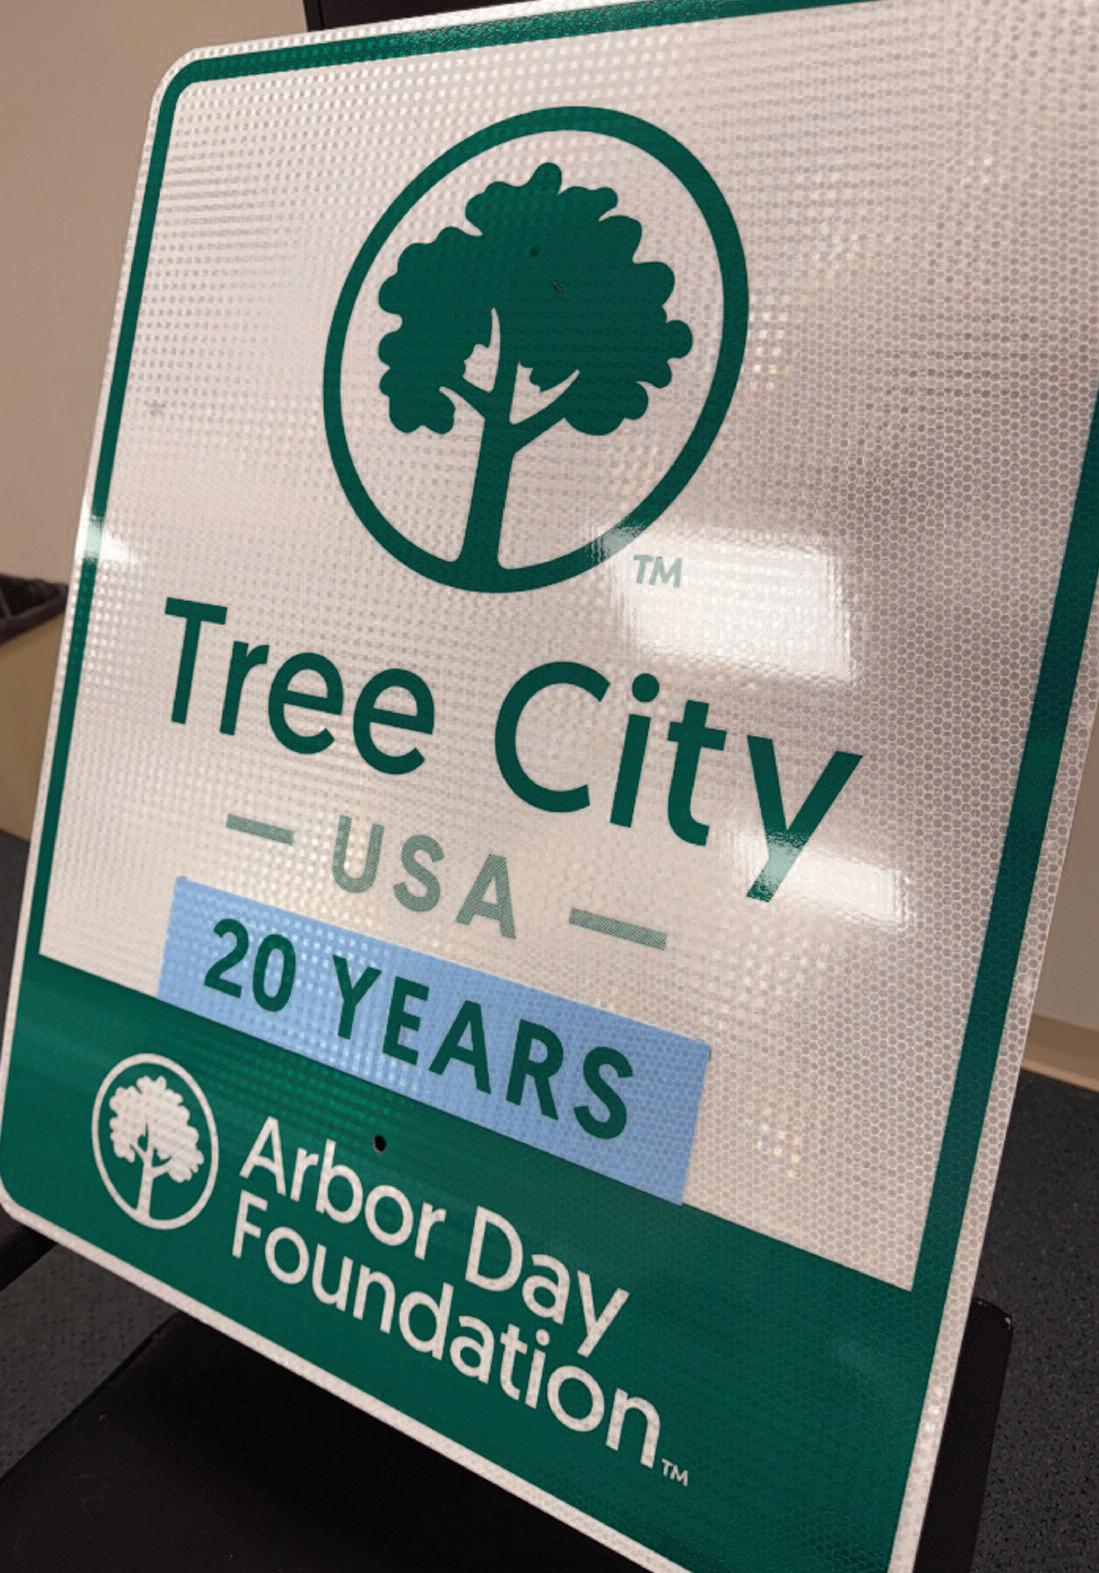 TM
Tree City
— USA —
20 YEARS
Arbor Day
Foundation
TM